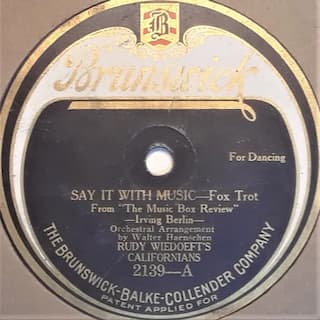 B
Brunswick
For Dancing
SAY IT WITH MUSIC—Fox Trot
From "The Music Box Review"
—Irving Berlin—
Orchestral Arrangement
by Walter Haenschen
RUDY WIEDOEFT'S
CALIFORNIANS
2139—A
THE BRUNSWICK-BALKE-COLLENDER COMPANY
PATENT APPLIED FOR